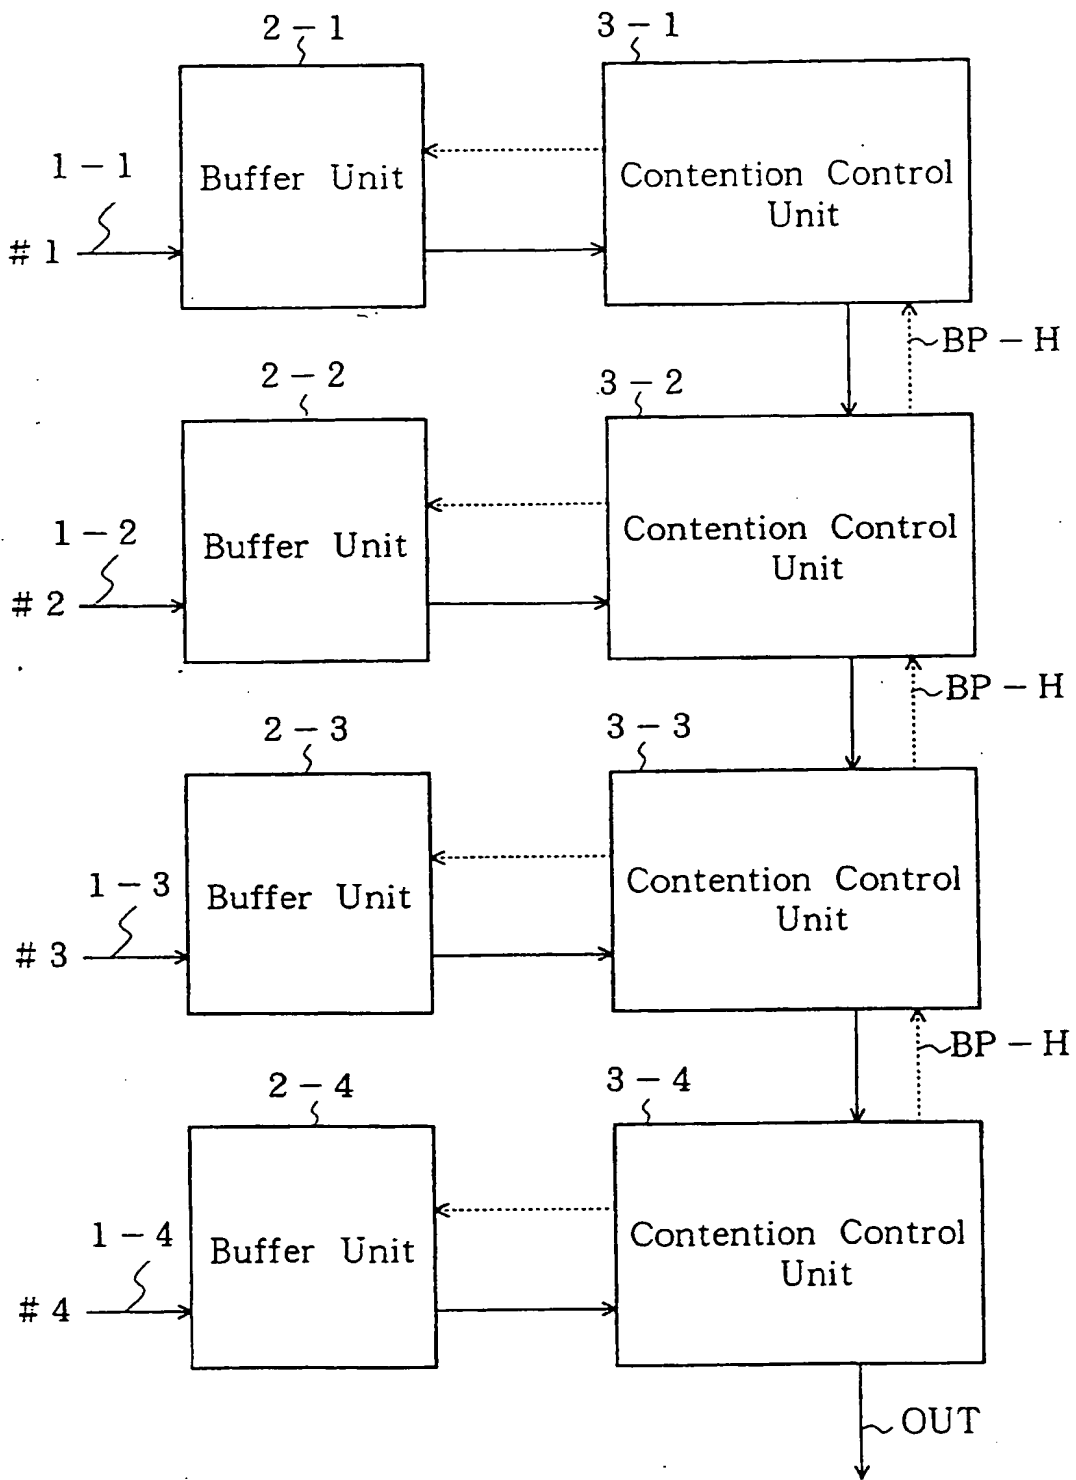 2 - 1
3 - 1
1 - 1
Buffer Unit
Contention Control
Unit
# 1
BP - H
2 - 2
3 - 2
1 - 2
Buffer Unit
Contention Control
Unit
# 2
BP - H
2 - 3
3 - 3
1 - 3
Buffer Unit
Contention Control
Unit
# 3
BP - H
2 - 4
3 - 4
1 - 4
Buffer Unit
Contention Control
Unit
# 4
OUT